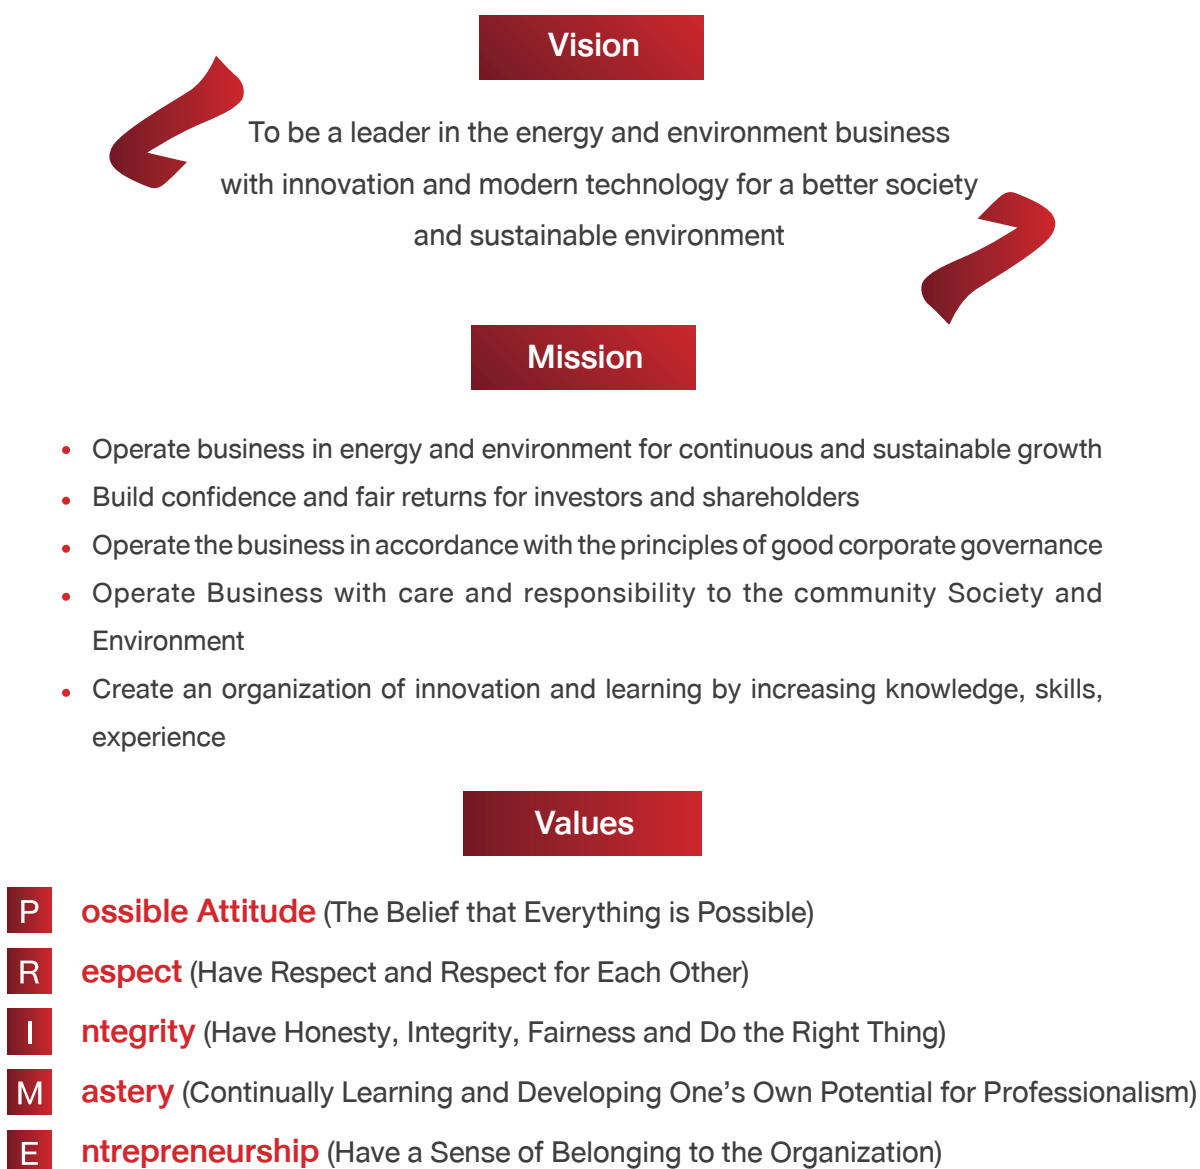 Vision
To be a leader in the energy and environment business
with innovation and modern technology for a better society
and sustainable environment
Mission
• Operate business in energy and environment for continuous and sustainable growth
• Build confidence and fair returns for investors and shareholders
• Operate the business in accordance with the principles of good corporate governance
• Operate Business with care and responsibility to the community Society and
Environment
• Create an organization of innovation and learning by increasing knowledge, skills,
experience
Values
P ossible Attitude (The Belief that Everything is Possible)
R espect (Have Respect and Respect for Each Other)
I ntegrity (Have Honesty, Integrity, Fairness and Do the Right Thing)
M astery (Continually Learning and Developing One’s Own Potential for Professionalism)
E ntrepreneurship (Have a Sense of Belonging to the Organization)